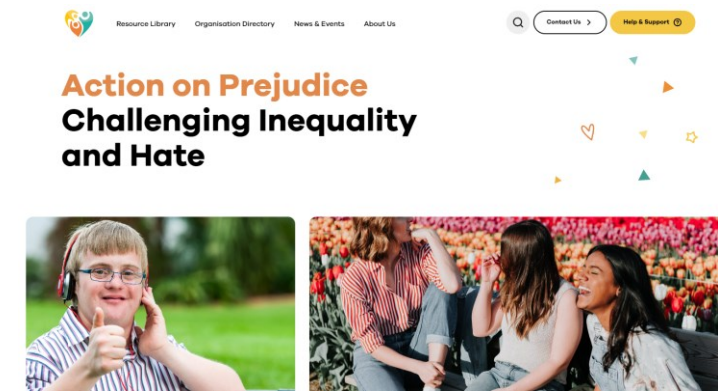 Resource Library
Organisation Directory
News & Events
About Us
Contact Us
Help & Support
Action on Prejudice
Challenging Inequality
and Hate